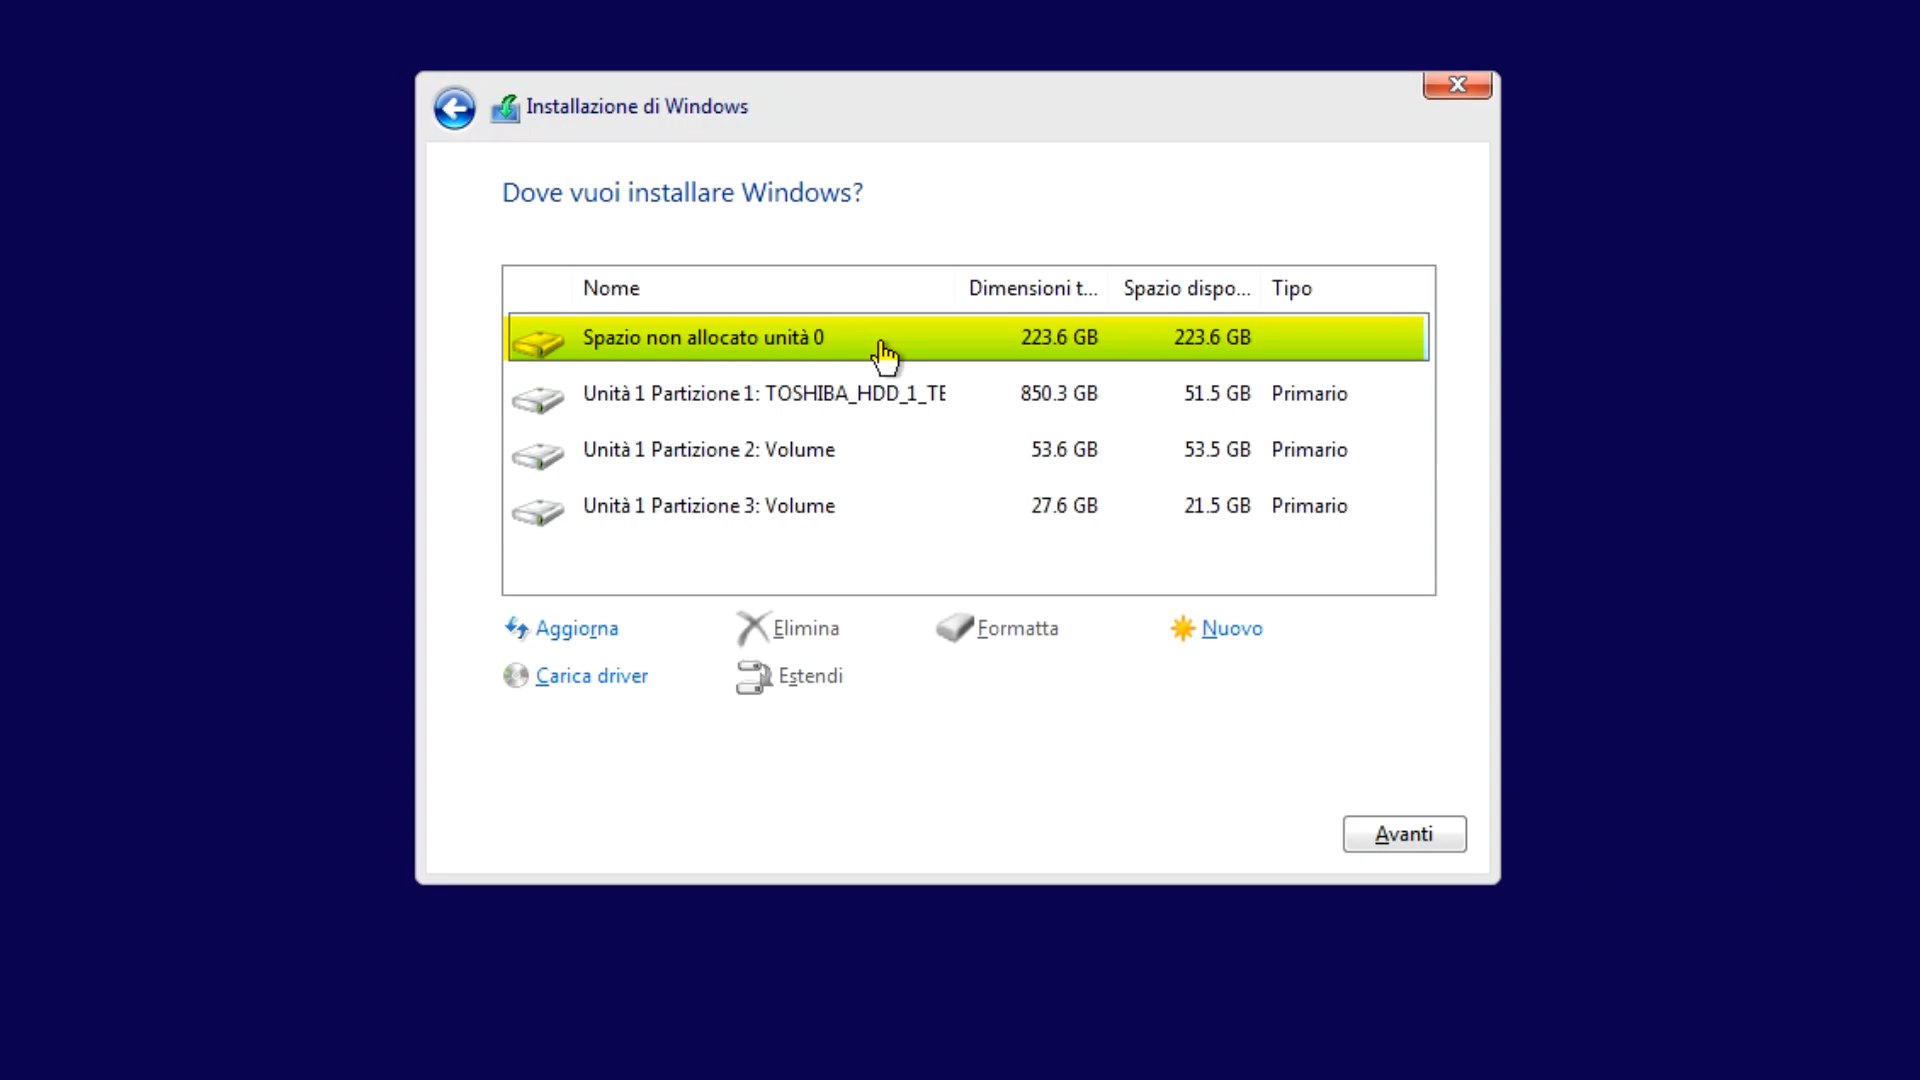 Installazione di Windows
Dove vuoi installare Windows?
Nome Dimensioni t... Spazio dispo... Tipo
Spazio non allocato unità 0 223.6 GB 223.6 GB
Unità 1 Partizione 1: TOSHIBA_HDD_1_TE 850.3 GB 51.5 GB Primario
Unità 1 Partizione 2: Volume 53.6 GB 53.5 GB Primario
Unità 1 Partizione 3: Volume 27.6 GB 21.5 GB Primario
Aggiorna Elimina Formatta Nuovo
Carica driver Estendi
Avanti